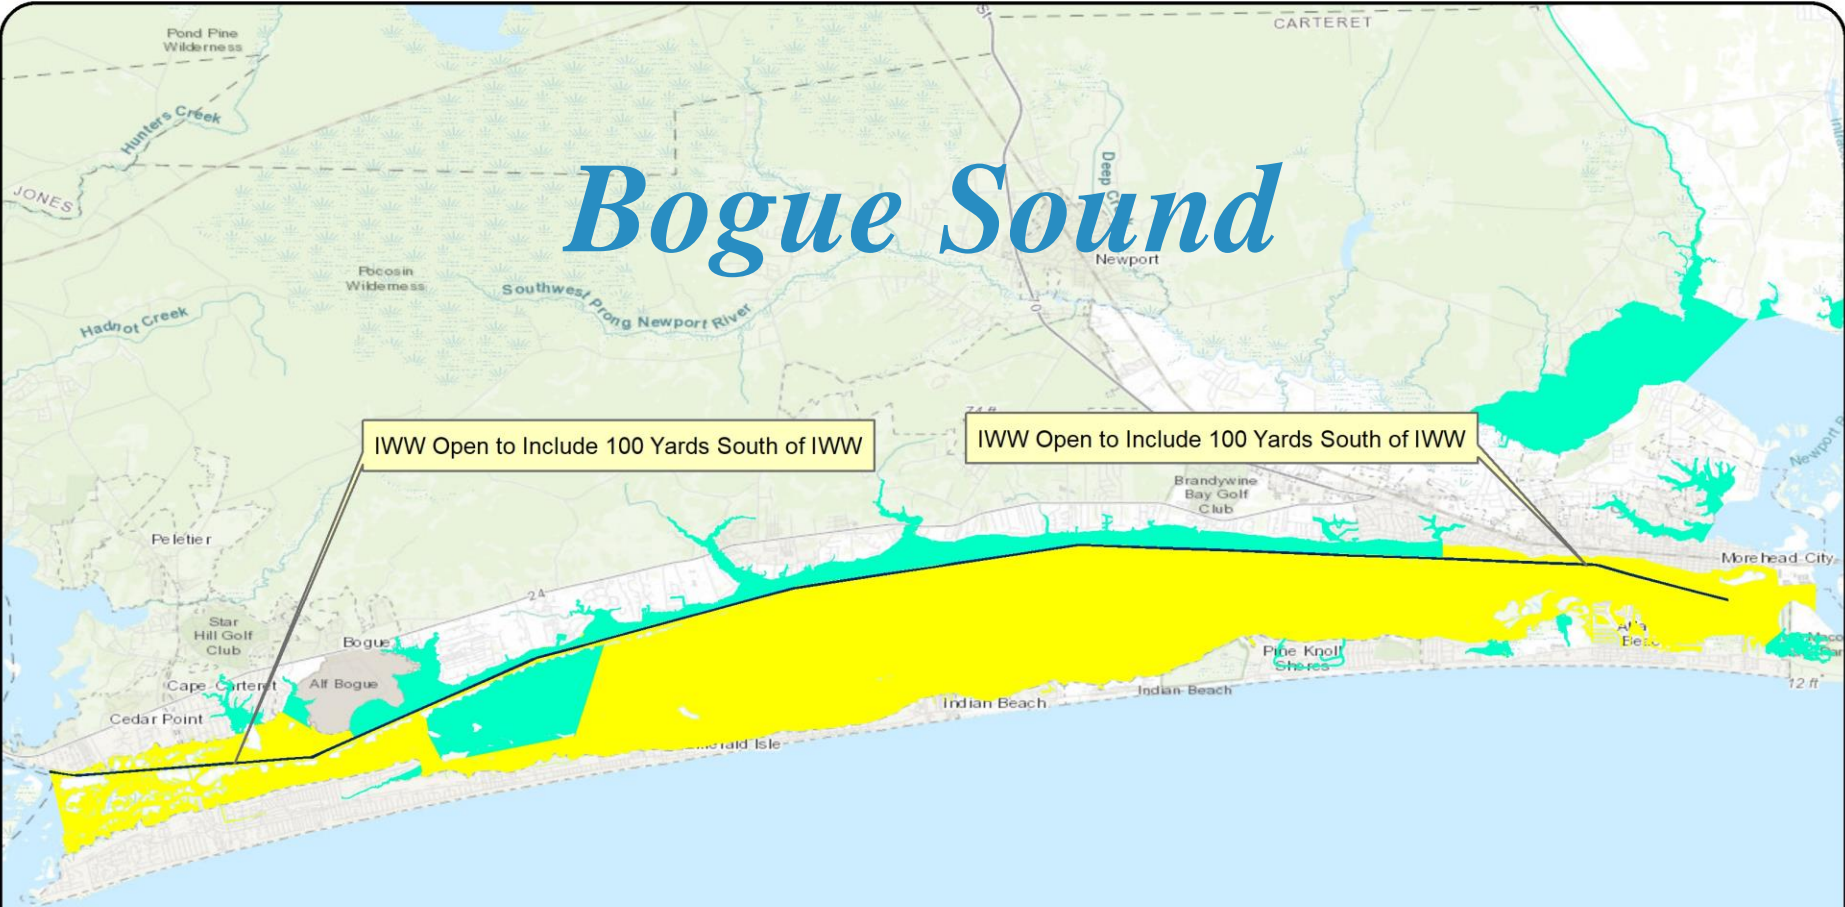 CARTERET
Pond Pine
Wilderness
Hunters Creek
JONES
Deep
Bogue Sound
Newport
Pocosin
Wilderness
Southwest Prong Newport River
Hadnot Creek
IWW Open to Include 100 Yards South of IWW
IWW Open to Include 100 Yards South of IWW
Newport
Brandywine
Bay Golf
Club
Peletier
Morehead City
24
Star
Hill Golf
Club
Bogue
Pine Knoll
Shores
Alf Bogue
Cape Carteret
Indian Beach
12 ft
Indian Beach
Cedar Point
Isle